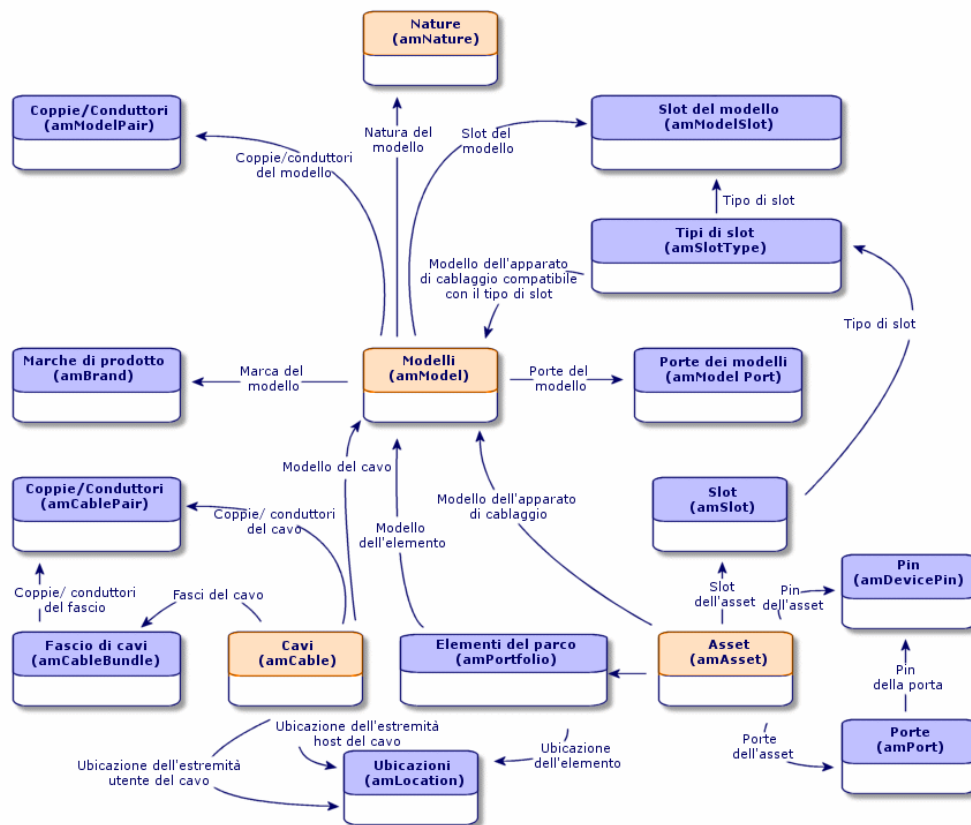 Nature
(amNature)
Coppie/Conduttori
(amModelPair)
Slot del modello
(amModelSlot)
Natura del
modello
Slot del
modello
Coppie/conduttori
del modello
Tipo di slot
Tipi di slot
(amSlotType)
Modello dell'apparato
di cablaggio compatibile
con il tipo di slot
Tipo di slot
Marche di prodotto
(amBrand)
Marca del
modello
Modelli
(amModel)
Porte del
modello
Porte dei modelli
(amModel Port)
Modello del cavo
Coppie/Conduttori
(amCablePair)
Coppie/ conduttori
del cavo
Modello
dell'elemento
Modello dell'apparato
di cablaggio
Slot
(amSlot)
Coppie/ conduttori
del fascio
Fasci del cavo
Slot
dell'asset
Pin
dell'asset
Pin
(amDevicePin)
Fascio di cavi
(amCableBundle)
Cavi
(amCable)
Elementi del parco
(amPortfolio)
Asset
(amAsset)
Pin
della porta
Ubicazione dell'estremità
utente del cavo
Ubicazione dell'estremità
host del cavo
Ubicazioni
(amLocation)
Ubicazione
dell'elemento
Porte
dell'asset
Porte
(amPort)